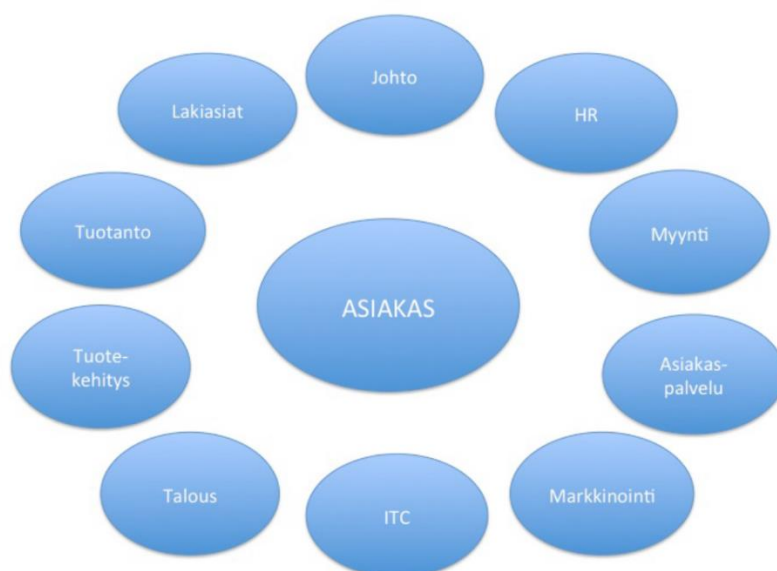 Johto
Lakiasiat
HR
Tuotanto
Myynti
ASIAKAS
Tuote-
kehitys
Asiakas-
palvelu
Talous
ITC
Markkinointi